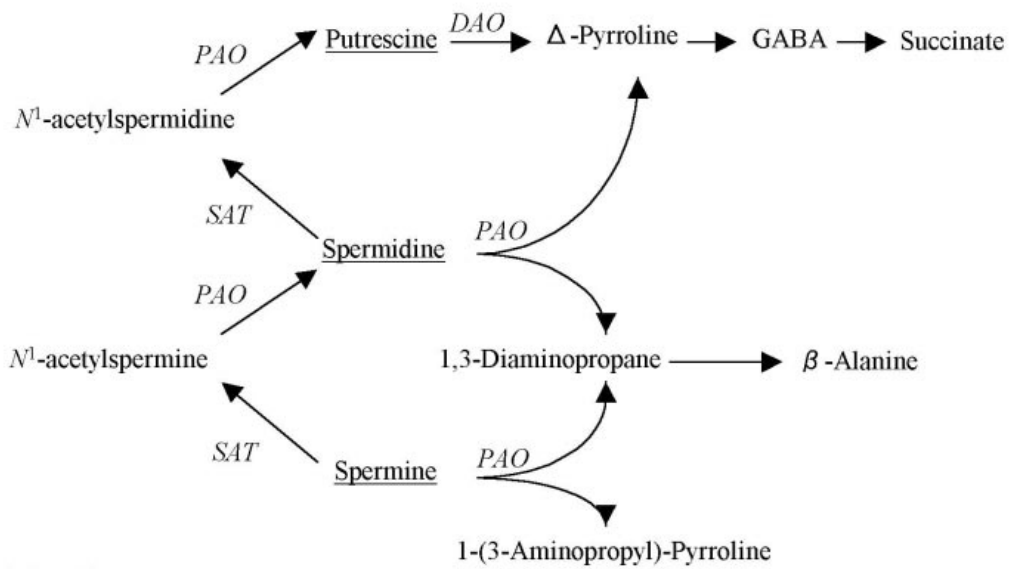 PAO Putrescine DAO Δ-Pyrroline GABA Succinate
N¹-acetylspermidine
SAT Spermidine PAO
PAO
N¹-acetylspermine 1,3-Diaminopropane β-Alanine
SAT Spermine PAO
1-(3-Aminopropyl)-Pyrroline